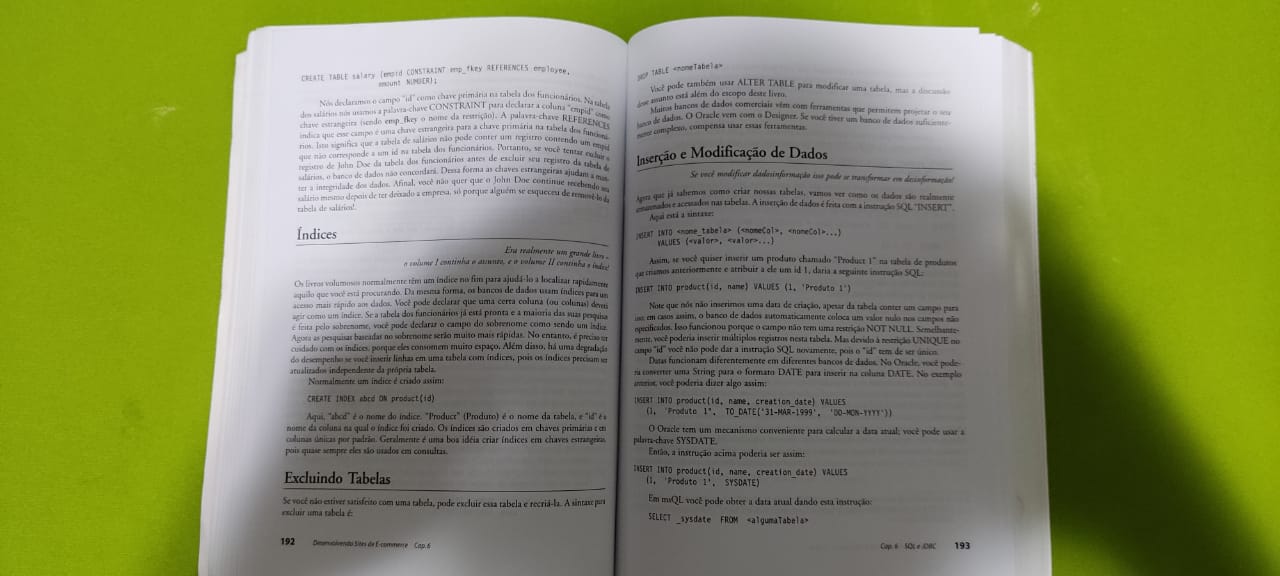 CREATE TABLE salary (empid CONSTRAINT emp_fkey REFERENCES employee,
amount NUMBER);
Nós declaramos o campo "id" como chave primária na tabela dos funcionários. Na tabela
dos salários nós usamos a palavra-chave CONSTRAINT para declarar a coluna "empid" como
chave estrangeira (sendo emp_fkey o nome da restrição). A palavra-chave REFERENCES
indica que esse campo é uma chave estrangeira para a chave primária na tabela dos funcioná-
rios. Isto significa que a tabela de salários não pode conter um registro contendo um empid
que não corresponde a um id na tabela dos funcionários. Portanto, se você tentar excluir o
registro de John Doe da tabela dos funcionários antes de excluir seu registro da tabela de
salários, o banco de dados não concordará. Dessa forma as chaves estrangeiras ajudam a man-
ter a integridade dos dados. Afinal, você não quer que o John Doe continue recebendo seu
salário mesmo depois de ter deixado a empresa, só porque alguém se esqueceu de removê-lo da
tabela de salários!.
Índices
Era realmente um grande livro -
o volume I continha o assunto, e o volume II continha o índice!
Os livros volumosos normalmente têm um índice no fim para ajudá-lo a localizar rapidamente
aquilo que você está procurando. Da mesma forma, os bancos de dados usam índices para um
acesso mais rápido aos dados. Você pode declarar que uma certa coluna (ou colunas) deveria
agir como um índice. Se a tabela dos funcionários já está pronta e a maioria das suas pesquisas
é feita pelo sobrenome, você pode declarar o campo do sobrenome como sendo um índice.
Agora as pesquisas baseadas no sobrenome serão muito mais rápidas. No entanto, é preciso ter
cuidado com os índices, porque eles consomem muito espaço. Além disso, há uma degradação
do desempenho se você inserir linhas em uma tabela com índices, pois os índices precisam ser
atualizados independente da própria tabela.
Normalmente um índice é criado assim:
CREATE INDEX abcd ON product(id)
Aqui, "abcd" é o nome do índice. "Product" (Produto) é o nome da tabela, e "id" é o
nome da coluna na qual o índice foi criado. Os índices são criados em chaves primárias e em
colunas únicas por padrão. Geralmente é uma boa idéia criar índices em chaves estrangeiras,
pois quase sempre eles são usados em consultas.
Excluindo Tabelas
Se você não estiver satisfeito com uma tabela, pode excluir essa tabela e recriá-la. A sintaxe para
excluir uma tabela é:
192 Desenvolvendo Sites de E-commerce Cap. 6
DROP TABLE <nomeTabela>
Você pode também usar ALTER TABLE para modificar uma tabela, mas a discussão
desse assunto está além do escopo deste livro.
Muitos bancos de dados comerciais vêm com ferramentas que permitem projetar o seu
banco de dados. O Oracle vem com o Designer. Se você tiver um banco de dados suficiente-
mente complexo, compensa usar essas ferramentas.
Inserção e Modificação de Dados
Se você modificar dadosinformação isso pode se transformar em desinformação!
Agora que já sabemos como criar nossas tabelas, vamos ver como os dados são realmente
armazenados e acessados nas tabelas. A inserção de dados é feita com a instrução SQL "INSERT".
Aqui está a sintaxe:
INSERT INTO <nome_tabela> (<nomeCol>, <nomeCol>...)
VALUES (<valor>, <valor>...)
Assim, se você quiser inserir um produto chamado "Product 1" na tabela de produtos
que criamos anteriormente e atribuir a ele um id 1, daria a seguinte instrução SQL:
INSERT INTO product(id, name) VALUES (1, 'Produto 1')
Note que nós não inserimos uma data de criação, apesar da tabela conter um campo para
isso; em casos assim, o banco de dados automaticamente coloca um valor nulo nos campos não
especificados. Isso funcionou porque o campo não tem uma restrição NOT NULL. Semelhante-
mente, você poderia inserir múltiplos registros nesta tabela. Mas devido à restrição UNIQUE no
campo "id" você não pode dar a instrução SQL novamente, pois o "id" tem de ser único.
Datas funcionam diferentemente em diferentes bancos de dados. No Oracle, você pode-
ria converter uma String para o formato DATE para inserir na coluna DATE. No exemplo
anterior, você poderia dizer algo assim:
INSERT INTO product(id, name, creation_date) VALUES
(1, 'Produto 1", TO_DATE('31-MAR-1999', 'DD-MON-YYYY'))
O Oracle tem um mecanismo conveniente para calcular a data atual; você pode usar a
palavra-chave SYSDATE.
Então, a instrução acima poderia ser assim:
INSERT INTO product(id, name, creation_date) VALUES
(1, 'Produto 1', SYSDATE)
Em msQL você pode obter a data atual dando esta instrução:
SELECT _sysdate FROM <algumaTabela>
Cap. 6 SQL e JDBC 193